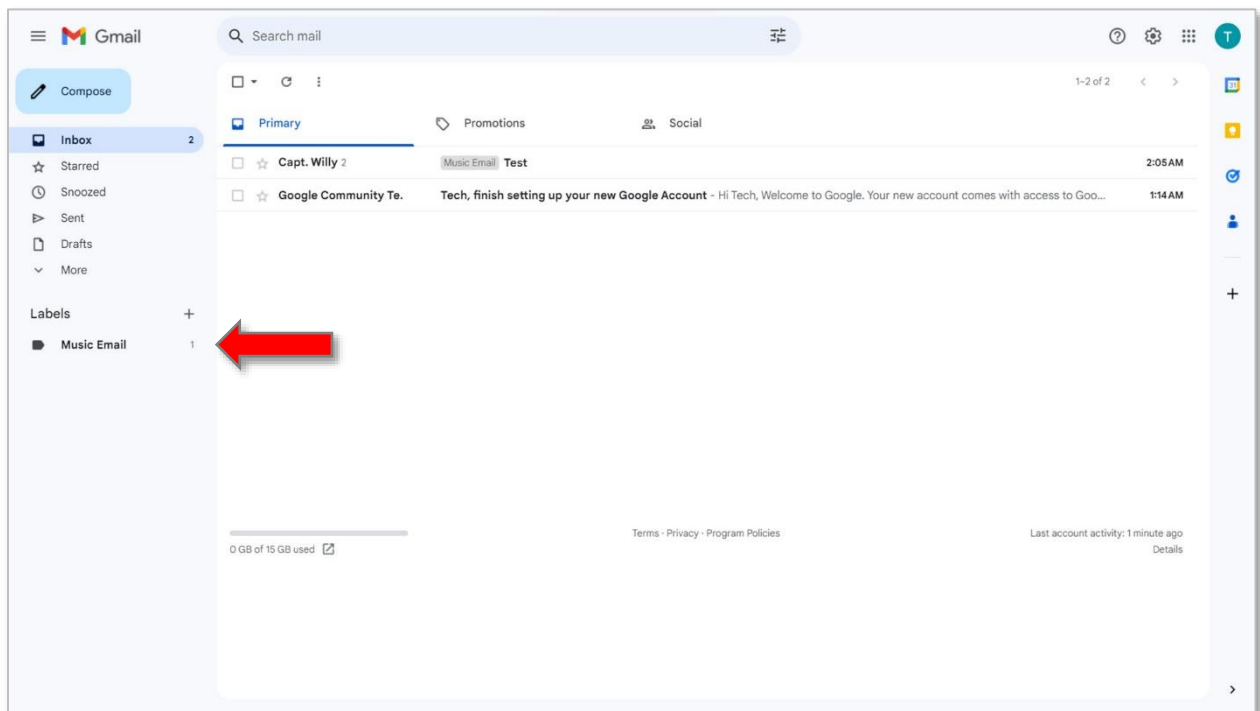 Gmail
Search mail
T
Compose
1–2 of 2
31
Primary
Promotions
Social
Inbox 2
Starred
Snoozed
Sent
Drafts
More
Capt. Willy 2 Music Email Test 2:05 AM
Google Community Te. Tech, finish setting up your new Google Account - Hi Tech, Welcome to Google. Your new account comes with access to Goo... 1:14 AM
Labels
Music Email 1
0 GB of 15 GB used
Terms · Privacy · Program Policies
Last account activity: 1 minute ago
Details